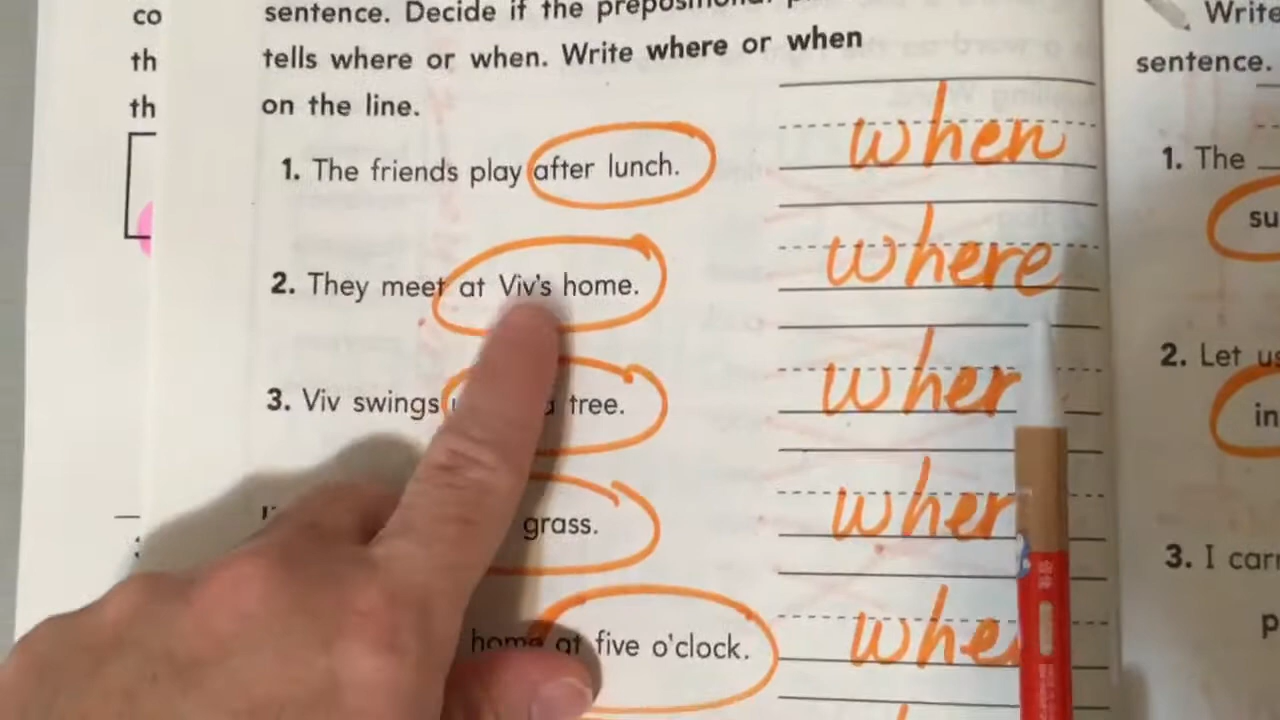 co
th
th
sentence. Decide if the
tells where or when. Write where or when
on the line.
1. The friends play after lunch. when
2. They meet at Viv's home. where
3. Viv swings tree. wher
grass. wher
home at five o'clock. whe
Write
sentence.
1. The
su
2. Let us
in
3. I carr
p